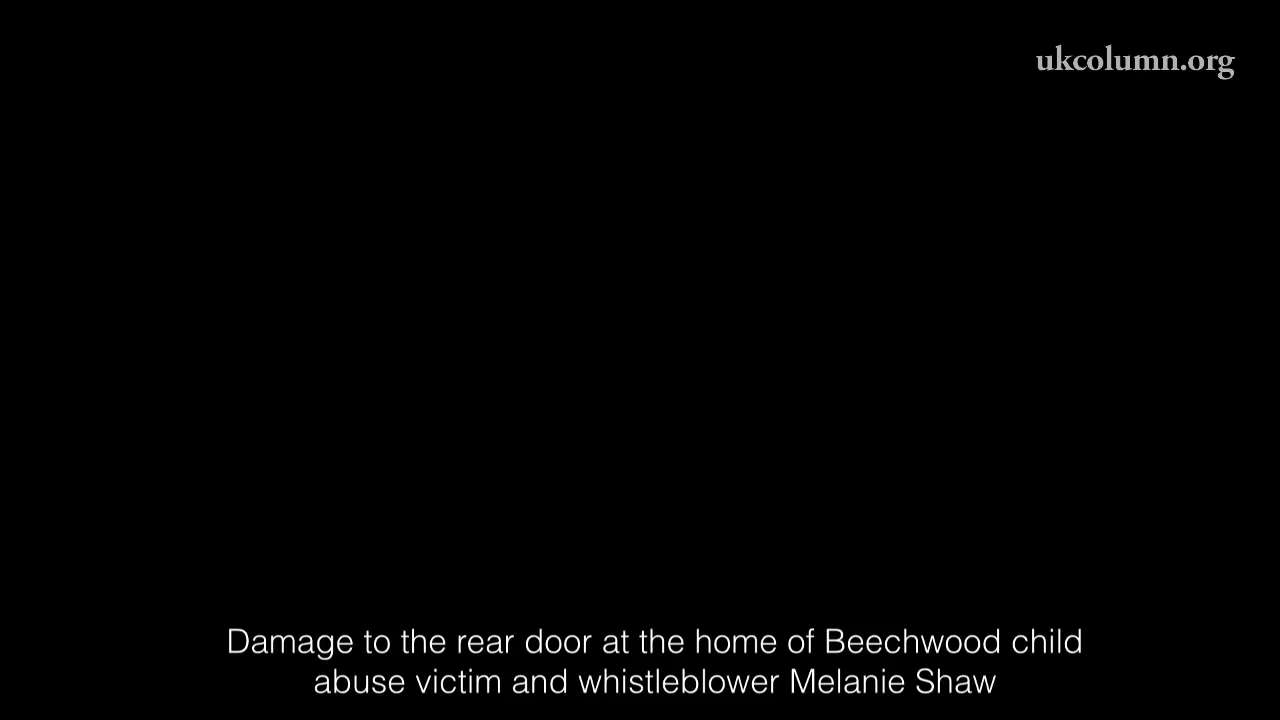 ukcolumn.org
Damage to the rear door at the home of Beechwood child
abuse victim and whistleblower Melanie Shaw